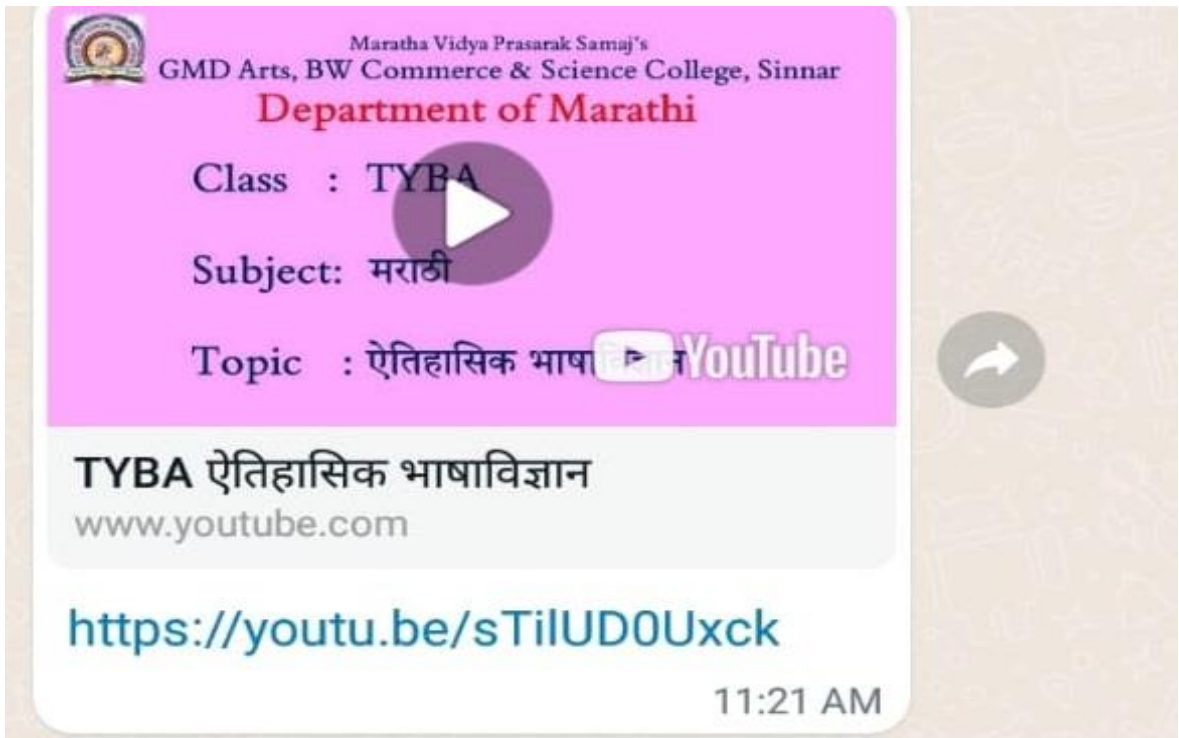 Maratha Vidya Prasarak Samaj's
GMD Arts, BW Commerce & Science College, Sinnar
Department of Marathi
Class : TYBA
Subject: मराठी
Topic : ऐतिहासिक भाषाविज्ञान
YouTube
TYBA ऐतिहासिक भाषाविज्ञान
www.youtube.com
https://youtu.be/sTilUD0Uxck
11:21 AM